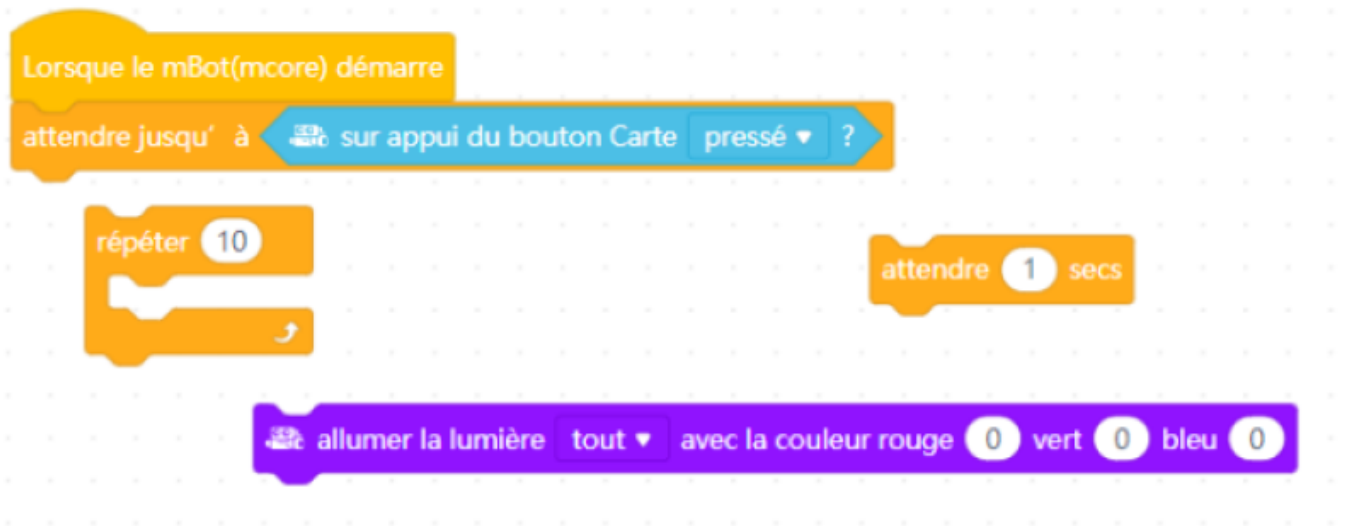 Lorsque le mBot(mcore) démarre
attendre jusqu' à sur appui du bouton Carte pressé ?
répéter 10
attendre 1 secs
allumer la lumière tout avec la couleur rouge 0 vert 0 bleu 0